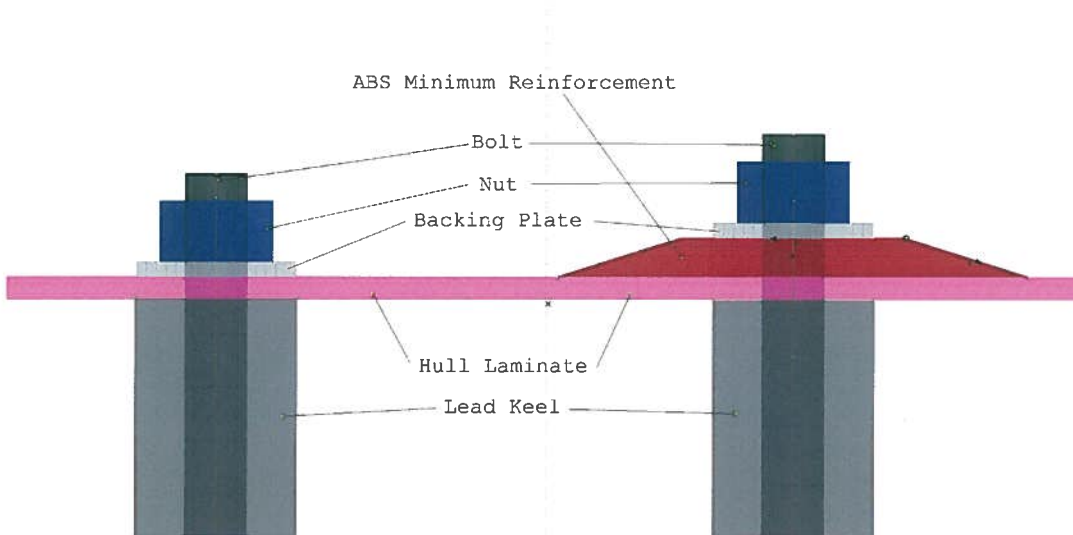 ABS Minimum Reinforcement
Bolt
Nut
Backing Plate
Hull Laminate
Lead Keel